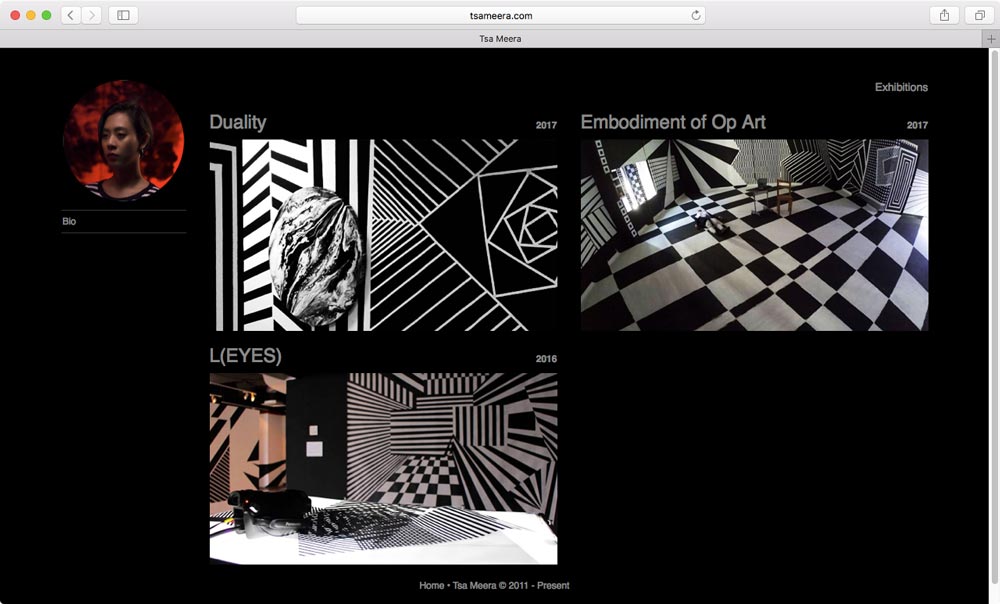 tsameera.com
Tsa Meera
Exhibitions
Duality 2017
Embodiment of Op Art 2017
Bio
L(EYES) 2016
Home • Tsa Meera © 2011 - Present